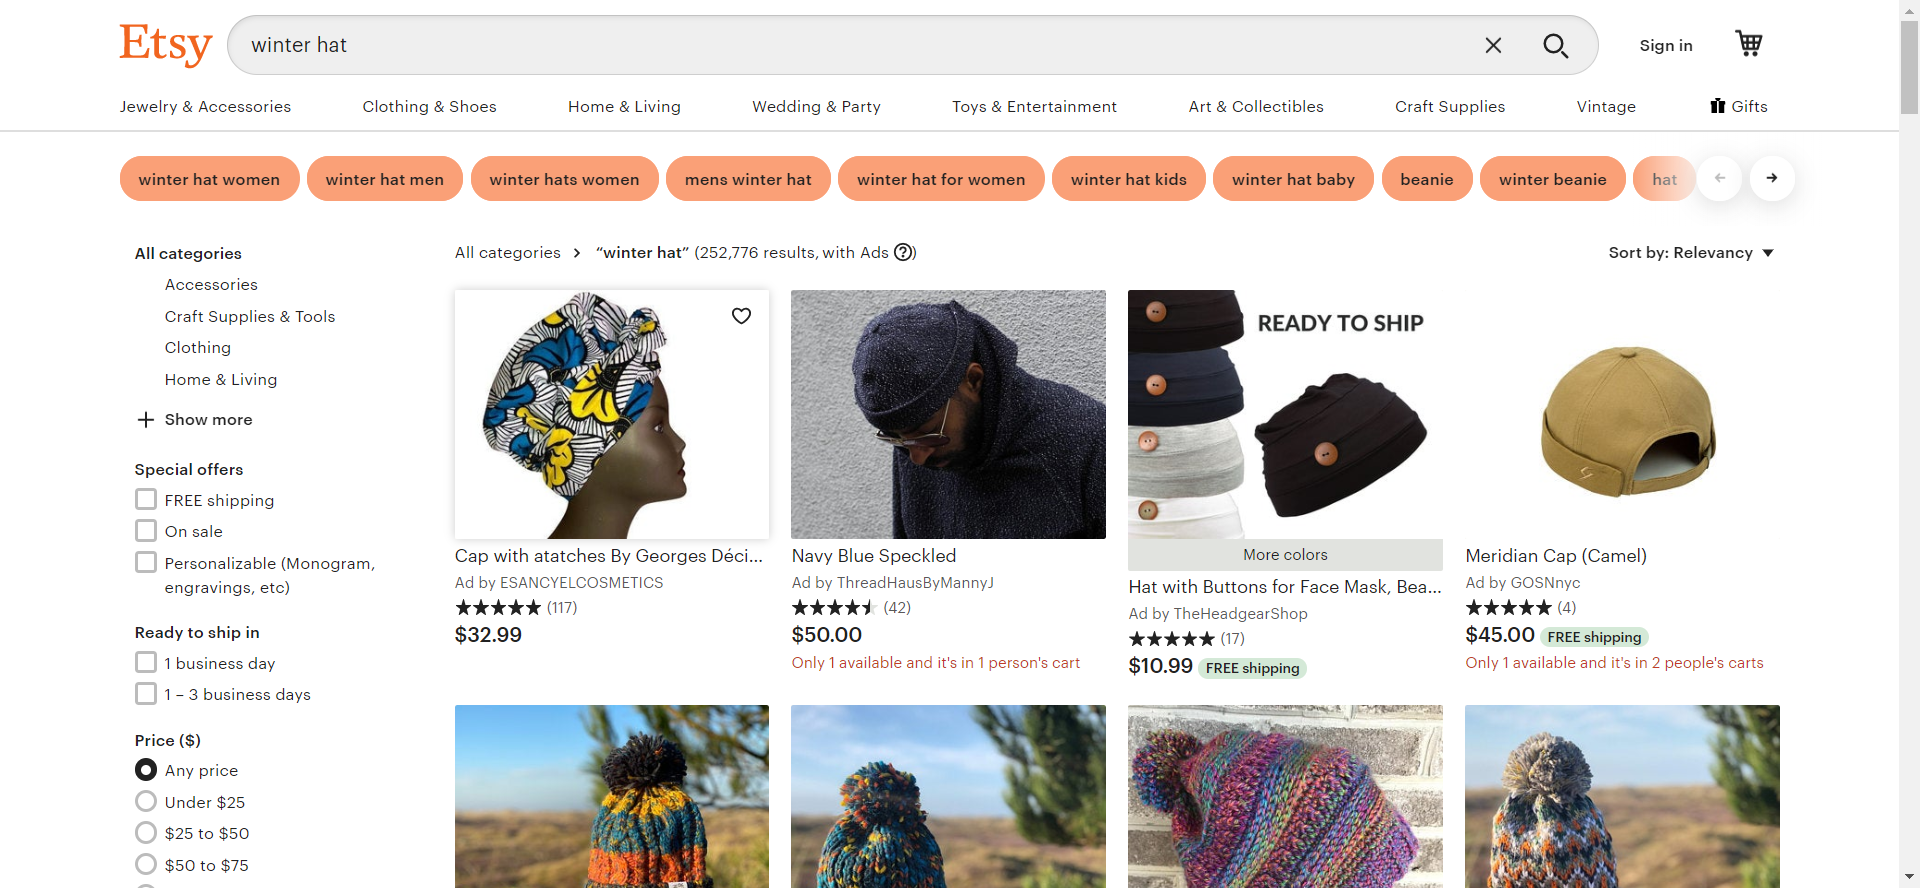 Etsy
winter hat
Sign in
Jewelry & Accessories
Clothing & Shoes
Home & Living
Wedding & Party
Toys & Entertainment
Art & Collectibles
Craft Supplies
Vintage
Gifts
winter hat women
winter hat men
winter hats women
mens winter hat
winter hat for women
winter hat kids
winter hat baby
beanie
winter beanie
hat
All categories
Accessories
Craft Supplies & Tools
Clothing
Home & Living
Show more
Special offers
FREE shipping
On sale
Personalizable (Monogram,
engravings, etc)
Ready to ship in
1 business day
1 – 3 business days
Price ($)
Any price
Under $25
$25 to $50
$50 to $75
All categories > “winter hat” (252,776 results, with Ads ?)
Sort by: Relevancy
Cap with atatches By Georges Déci...
Ad by ESANCYELCOSMETICS
(117)
$32.99
Navy Blue Speckled
Ad by ThreadHausByMannyJ
(42)
$50.00
Only 1 available and it's in 1 person's cart
READY TO SHIP
More colors
Hat with Buttons for Face Mask, Bea...
Ad by TheHeadgearShop
(17)
$10.99 FREE shipping
Meridian Cap (Camel)
Ad by GOSNnyc
(4)
$45.00 FREE shipping
Only 1 available and it's in 2 people's carts